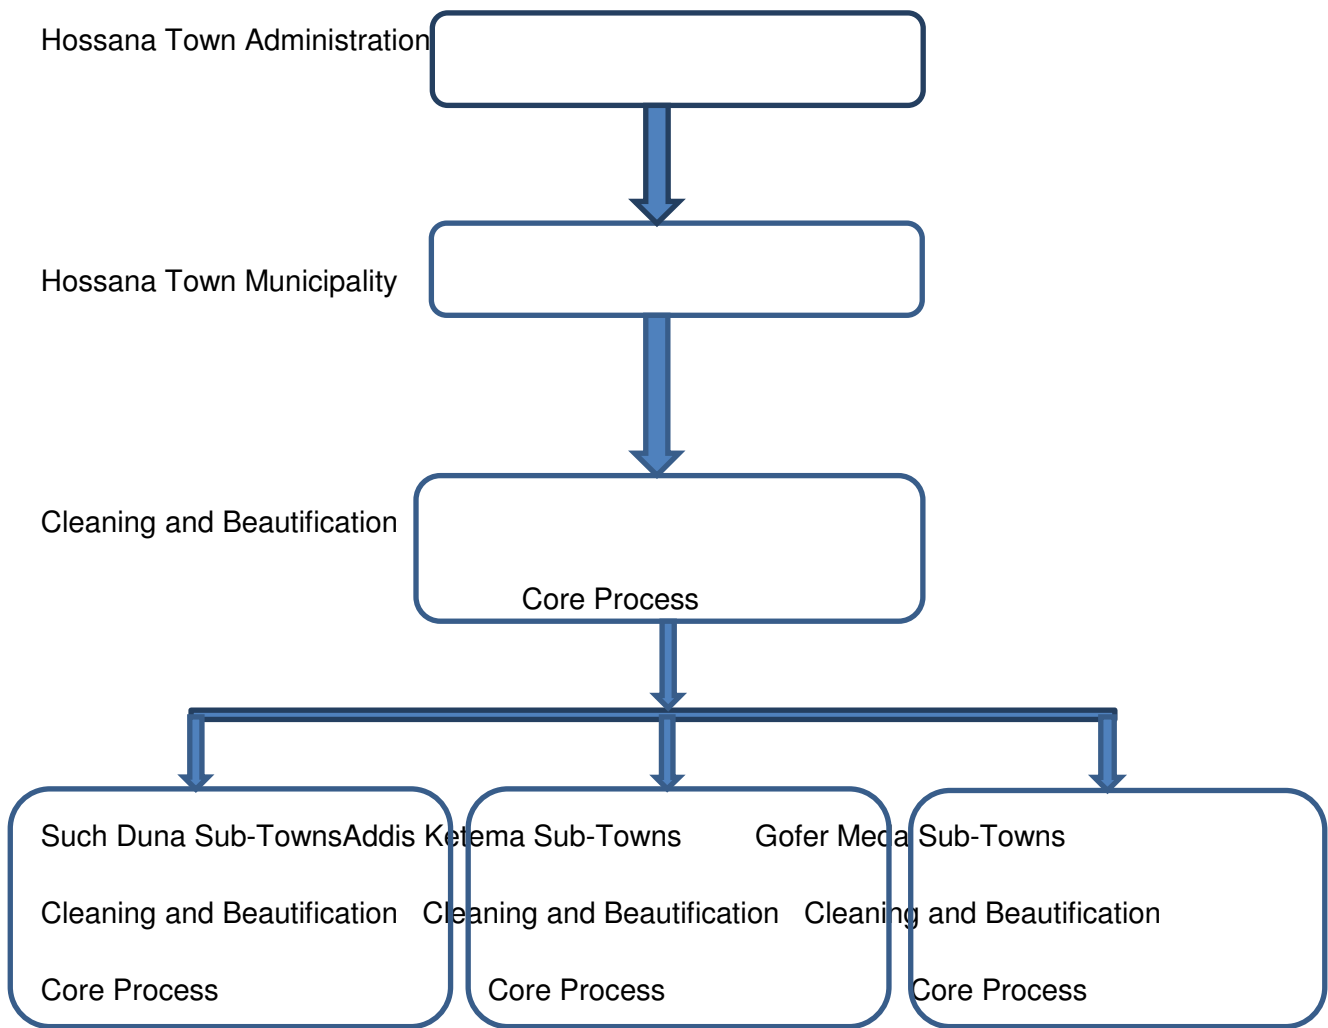 Hossana Town Administration
Hossana Town Municipality
Cleaning and Beautification
Core Process
Such Duna Sub-TownsAddis Ketema Sub-Towns Gofer Meda Sub-Towns
Cleaning and Beautification Cleaning and Beautification Cleaning and Beautification
Core Process Core Process Core Process